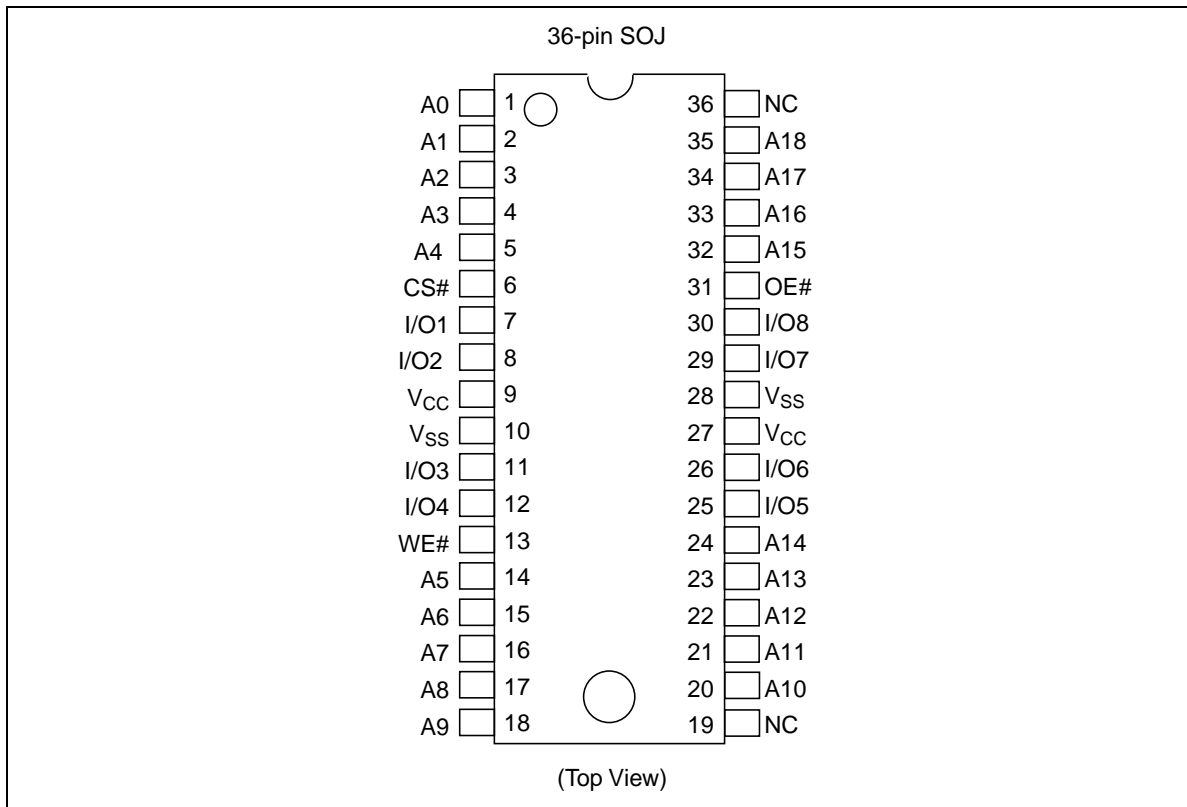 36-pin SOJ
A0 1 36 NC
A1 2 35 A18
A2 3 34 A17
A3 4 33 A16
A4 5 32 A15
CS# 6 31 OE#
I/O1 7 30 I/O8
I/O2 8 29 I/O7
VCC 9 28 VSS
VSS 10 27 VCC
I/O3 11 26 I/O6
I/O4 12 25 I/O5
WE# 13 24 A14
A5 14 23 A13
A6 15 22 A12
A7 16 21 A11
A8 17 20 A10
A9 18 19 NC
(Top View)